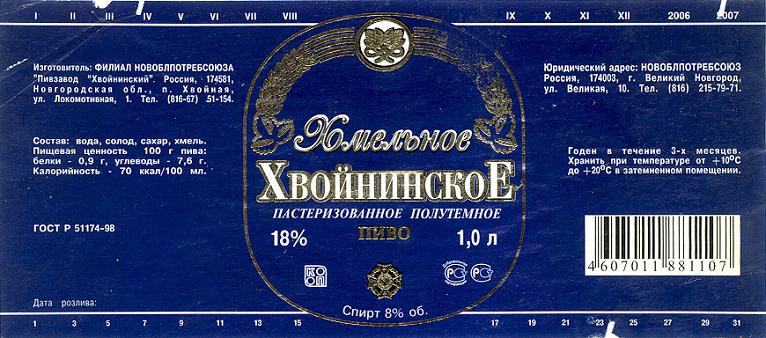 I II III IV V VI VII VIII IX X XI XII 2006 2007
Изготовитель: ФИЛИАЛ НОВОБЛПОТРЕБСОЮЗА
"Пивзавод "Хвойнинский". Россия, 174581,
Новгородская обл., п. Хвойная,
ул. Локомотивная, 1. Тел. (816-67) 51-154.
Состав: вода, солод, сахар, хмель.
Пищевая ценность 100 г пива:
белки - 0,9 г, углеводы - 7,6 г.
Калорийность - 70 ккал/100 мл.
ГОСТ Р 51174-98
Дата розлива:
Хмельное
ХВОЙНИНСКОЕ
ПАСТЕРИЗОВАННОЕ ПОЛУТЕМНОЕ
ПИВО
18% 1,0 л
КООП
РС РС
Спирт 8% об.
Юридический адрес: НОВОБЛПОТРЕБСОЮЗ
Россия, 174003, г. Великий Новгород,
ул. Великая, 10. Тел. (816) 215-79-71.
Годен в течение 3-х месяцев.
Хранить при температуре от +10°С
до +20°С в затемненном помещении.
4 607011 881107
1 3 5 7 9 11 13 15 17 19 21 23 25 27 29 31